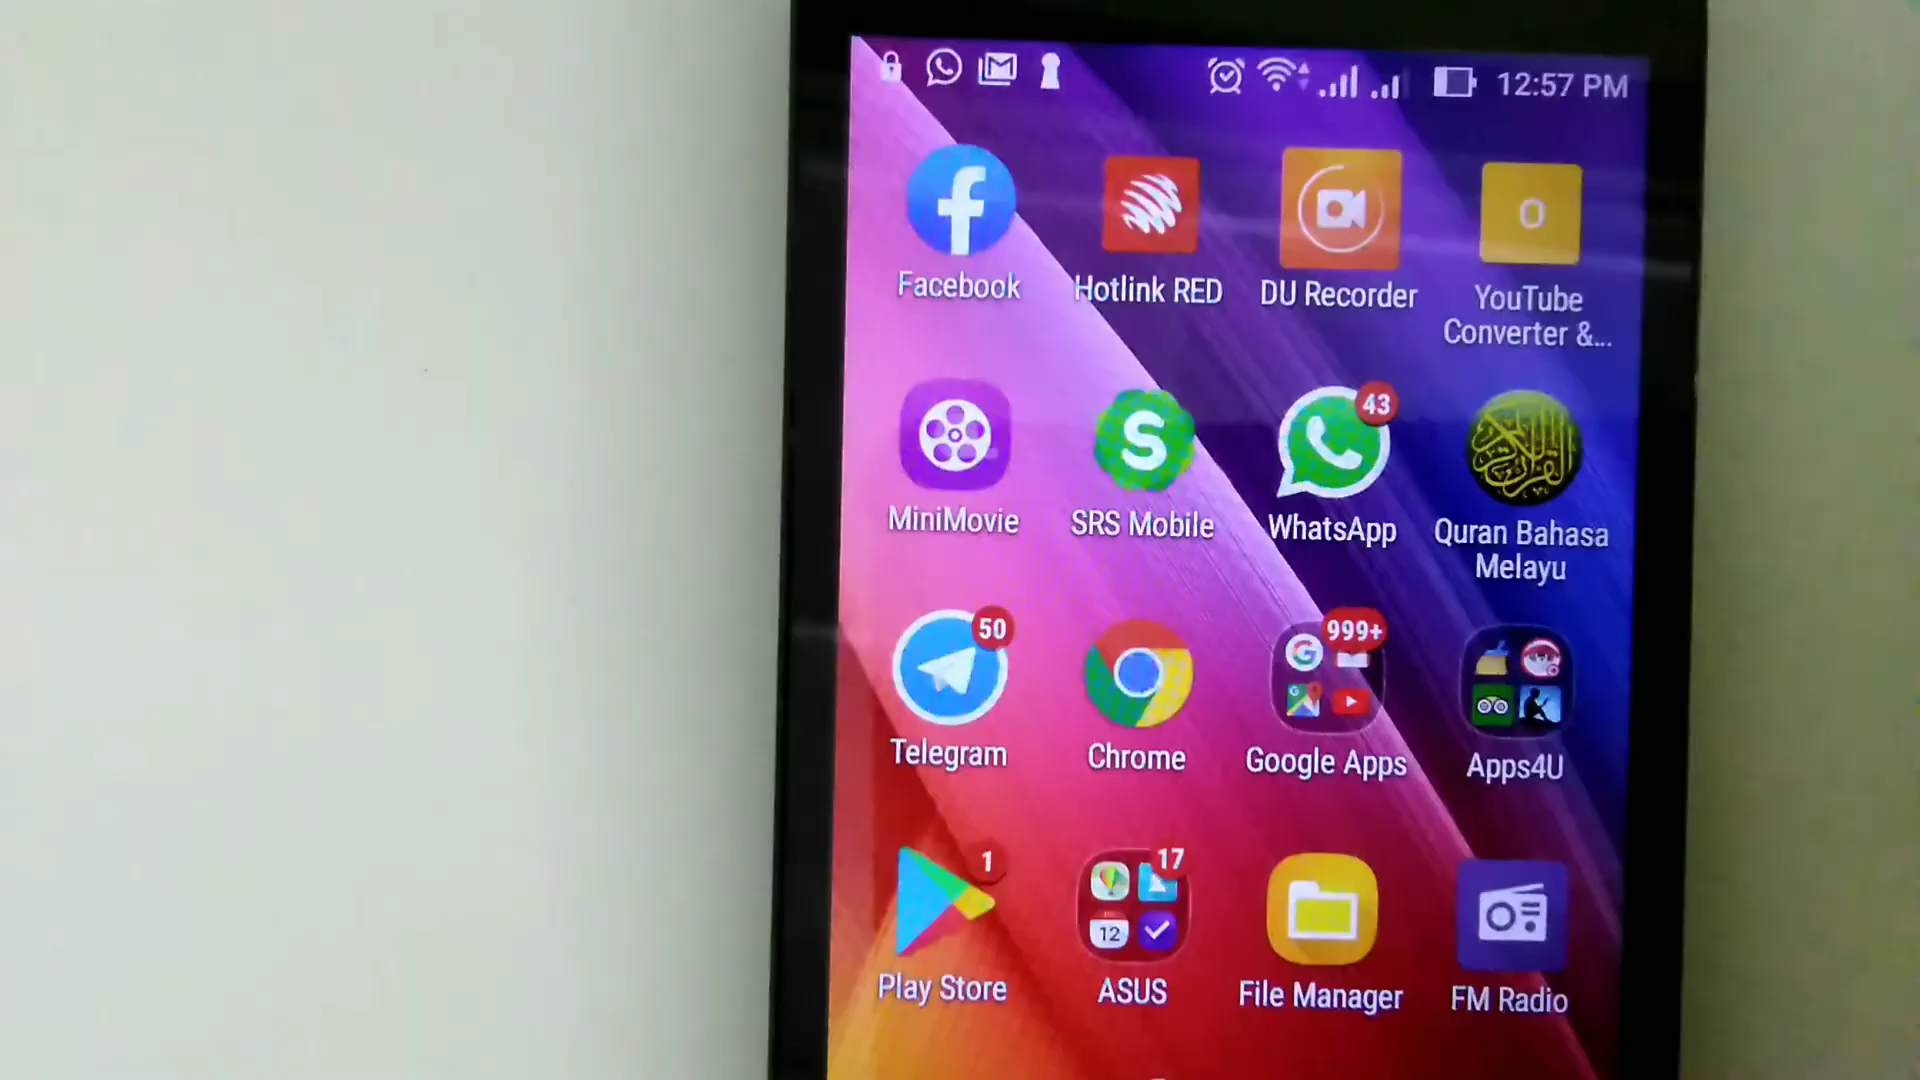 12:57 PM
Facebook
Hotlink RED
DU Recorder
YouTube
Converter &...
43
MiniMovie
SRS Mobile
WhatsApp
Quran Bahasa
Melayu
50
999+
Telegram
Chrome
Google Apps
Apps4U
1
17
12
Play Store
ASUS
File Manager
FM Radio